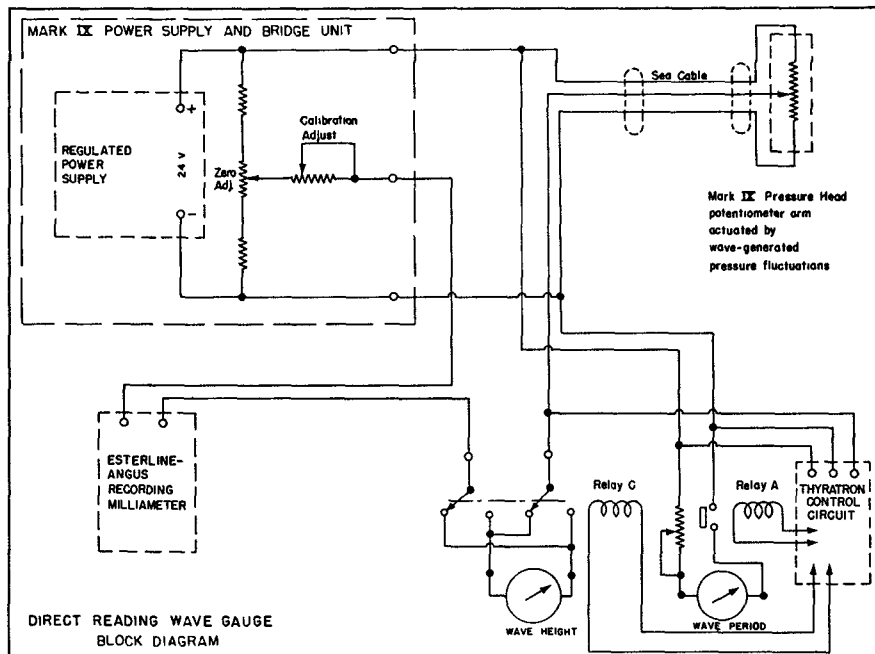 MARK IX POWER SUPPLY AND BRIDGE UNIT
REGULATED
POWER
SUPPLY
+
24 V
−
Zero
Adj.
Calibration
Adjust
Sea Cable
Mark IX Pressure Head
potentiometer arm
actuated by
wave-generated
pressure fluctuations
ESTERLINE-
ANGUS
RECORDING
MILLIAMETER
Relay C
Relay A
THYRATRON
CONTROL
CIRCUIT
WAVE HEIGHT
WAVE PERIOD
DIRECT READING WAVE GAUGE
BLOCK DIAGRAM